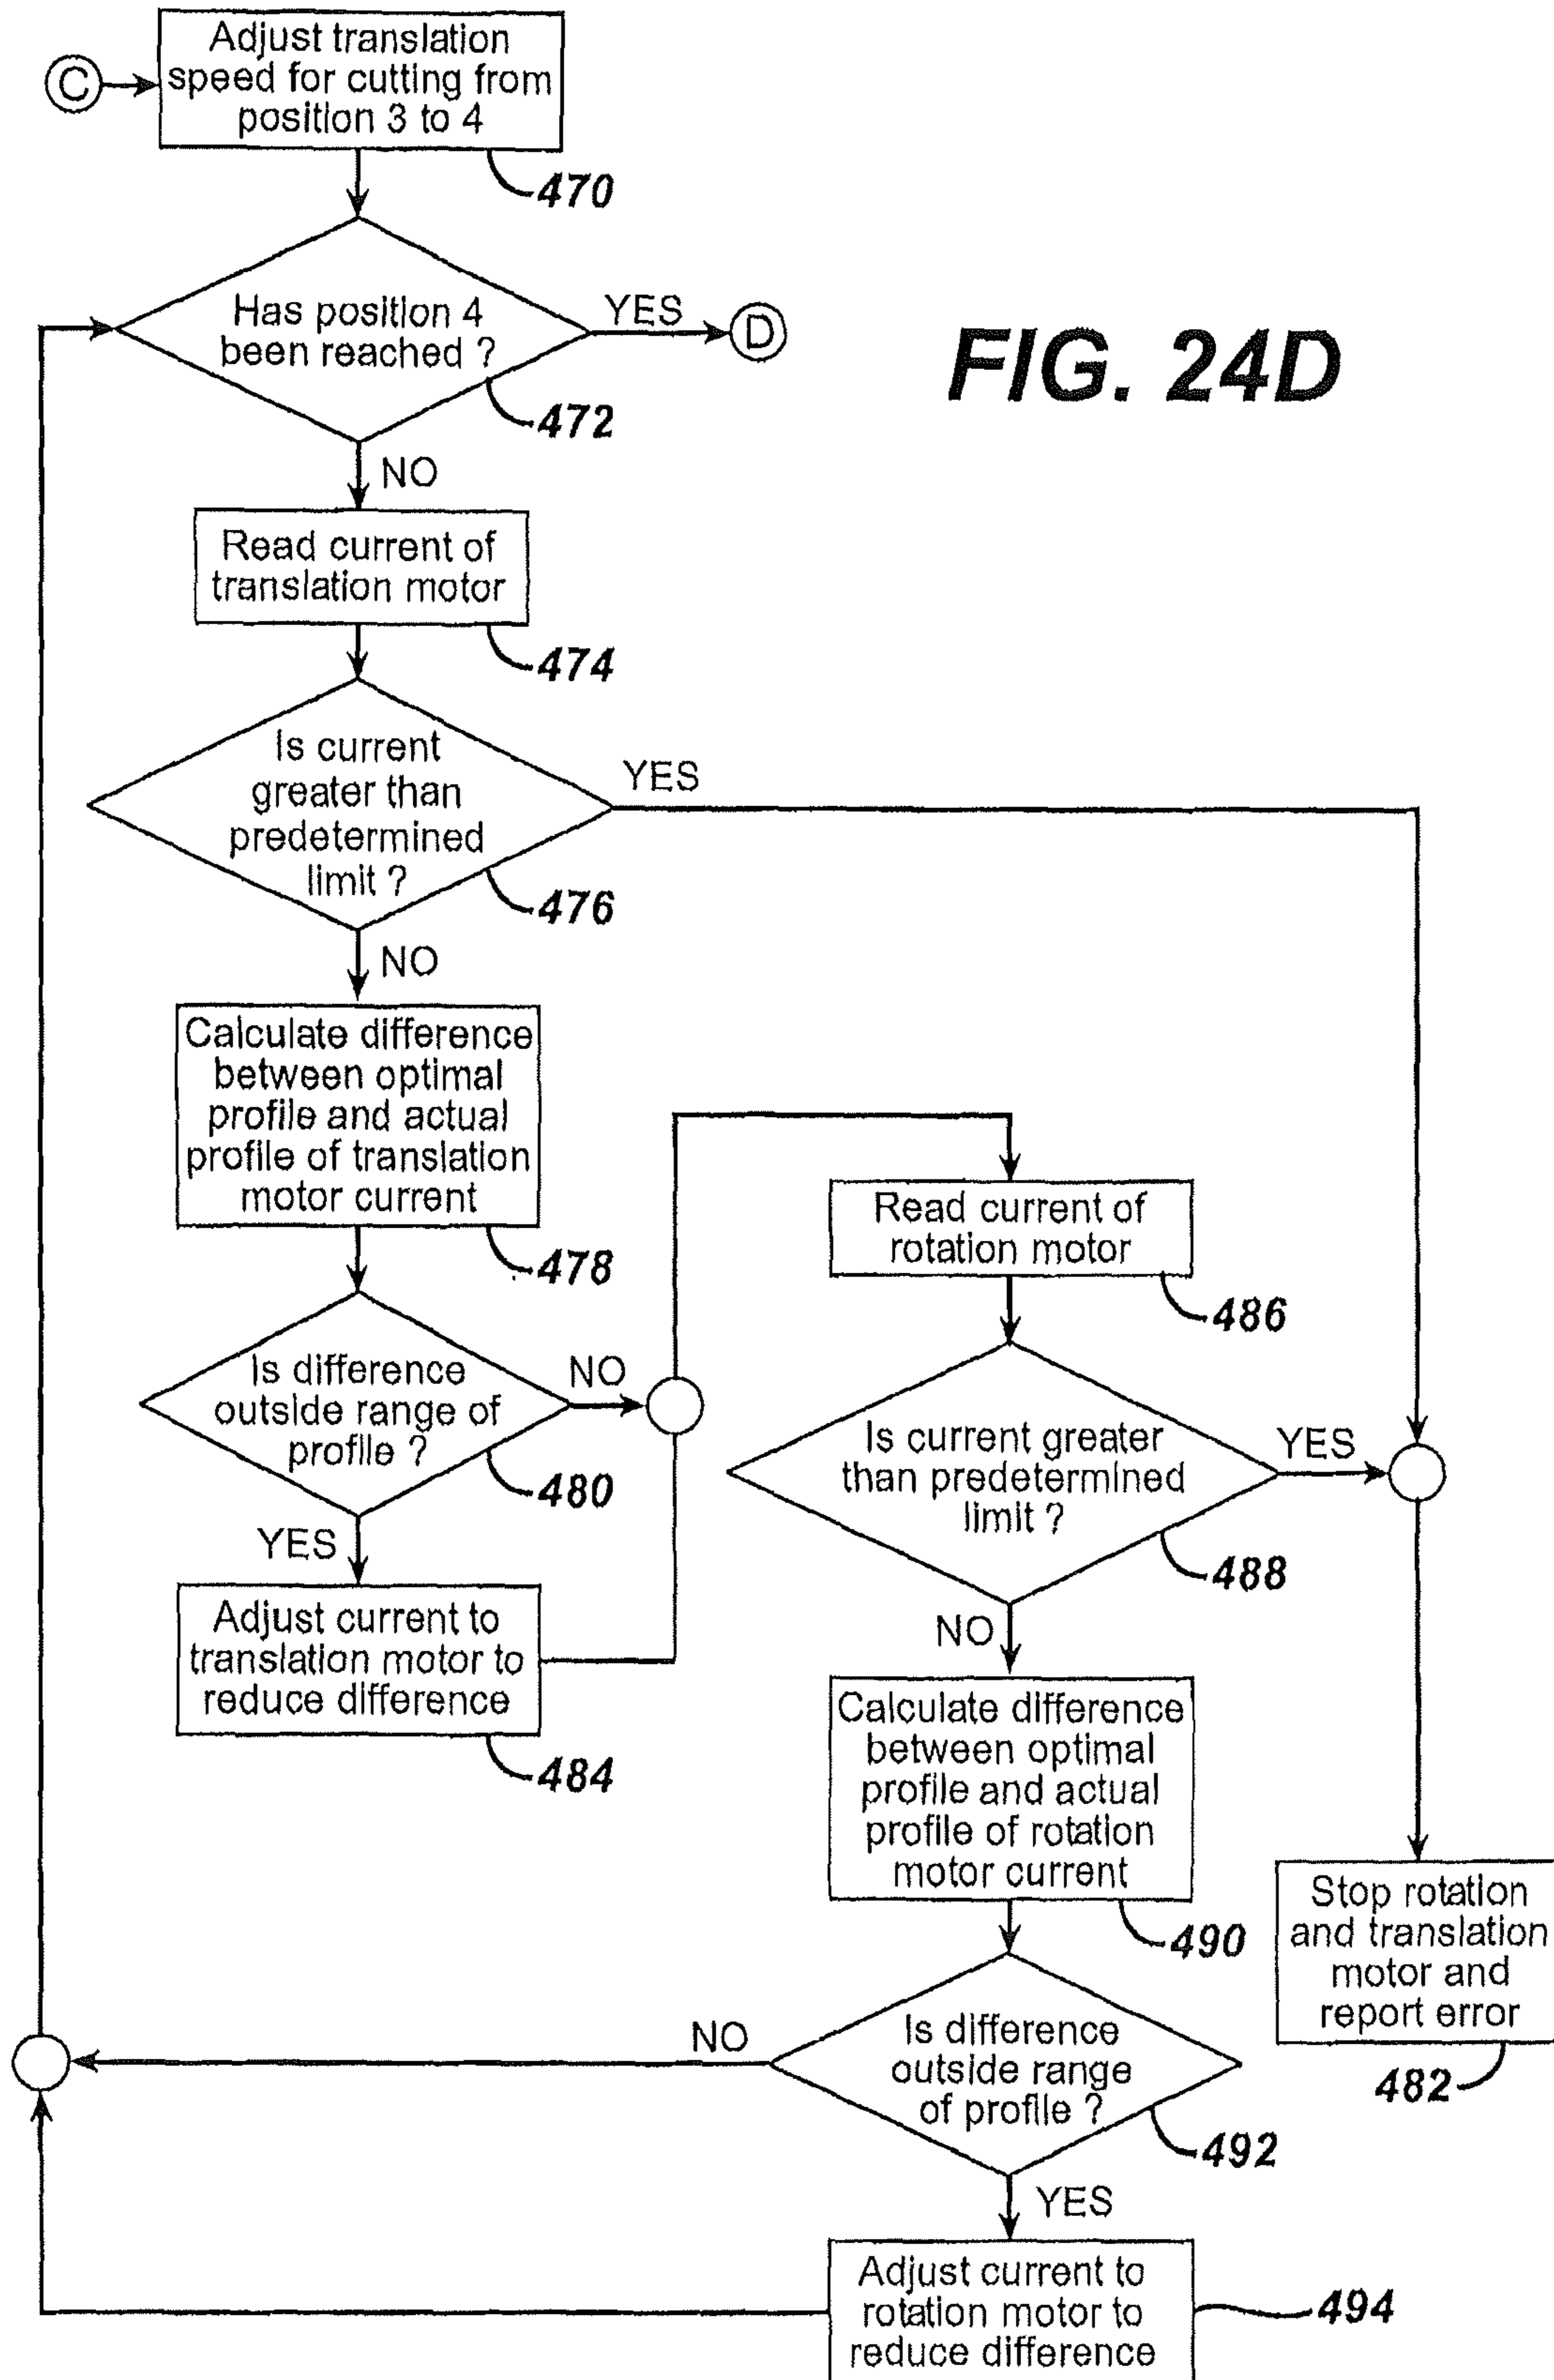 C
Adjust translation
speed for cutting from
position 3 to 4
470
Has position 4
been reached ?
YES
D
472
FIG. 24D
NO
Read current of
translation motor
474
Is current
greater than
predetermined
limit ?
YES
476
NO
Calculate difference
between optimal
profile and actual
profile of translation
motor current
478
Is difference
outside range of
profile ?
NO
480
YES
Adjust current to
translation motor to
reduce difference
484
Read current of
rotation motor
486
Is current greater
than predetermined
limit ?
YES
488
NO
Calculate difference
between optimal
profile and actual
profile of rotation
motor current
490
Stop rotation
and translation
motor and
report error
482
Is difference
outside range
of profile ?
NO
492
YES
Adjust current to
rotation motor to
reduce difference
494